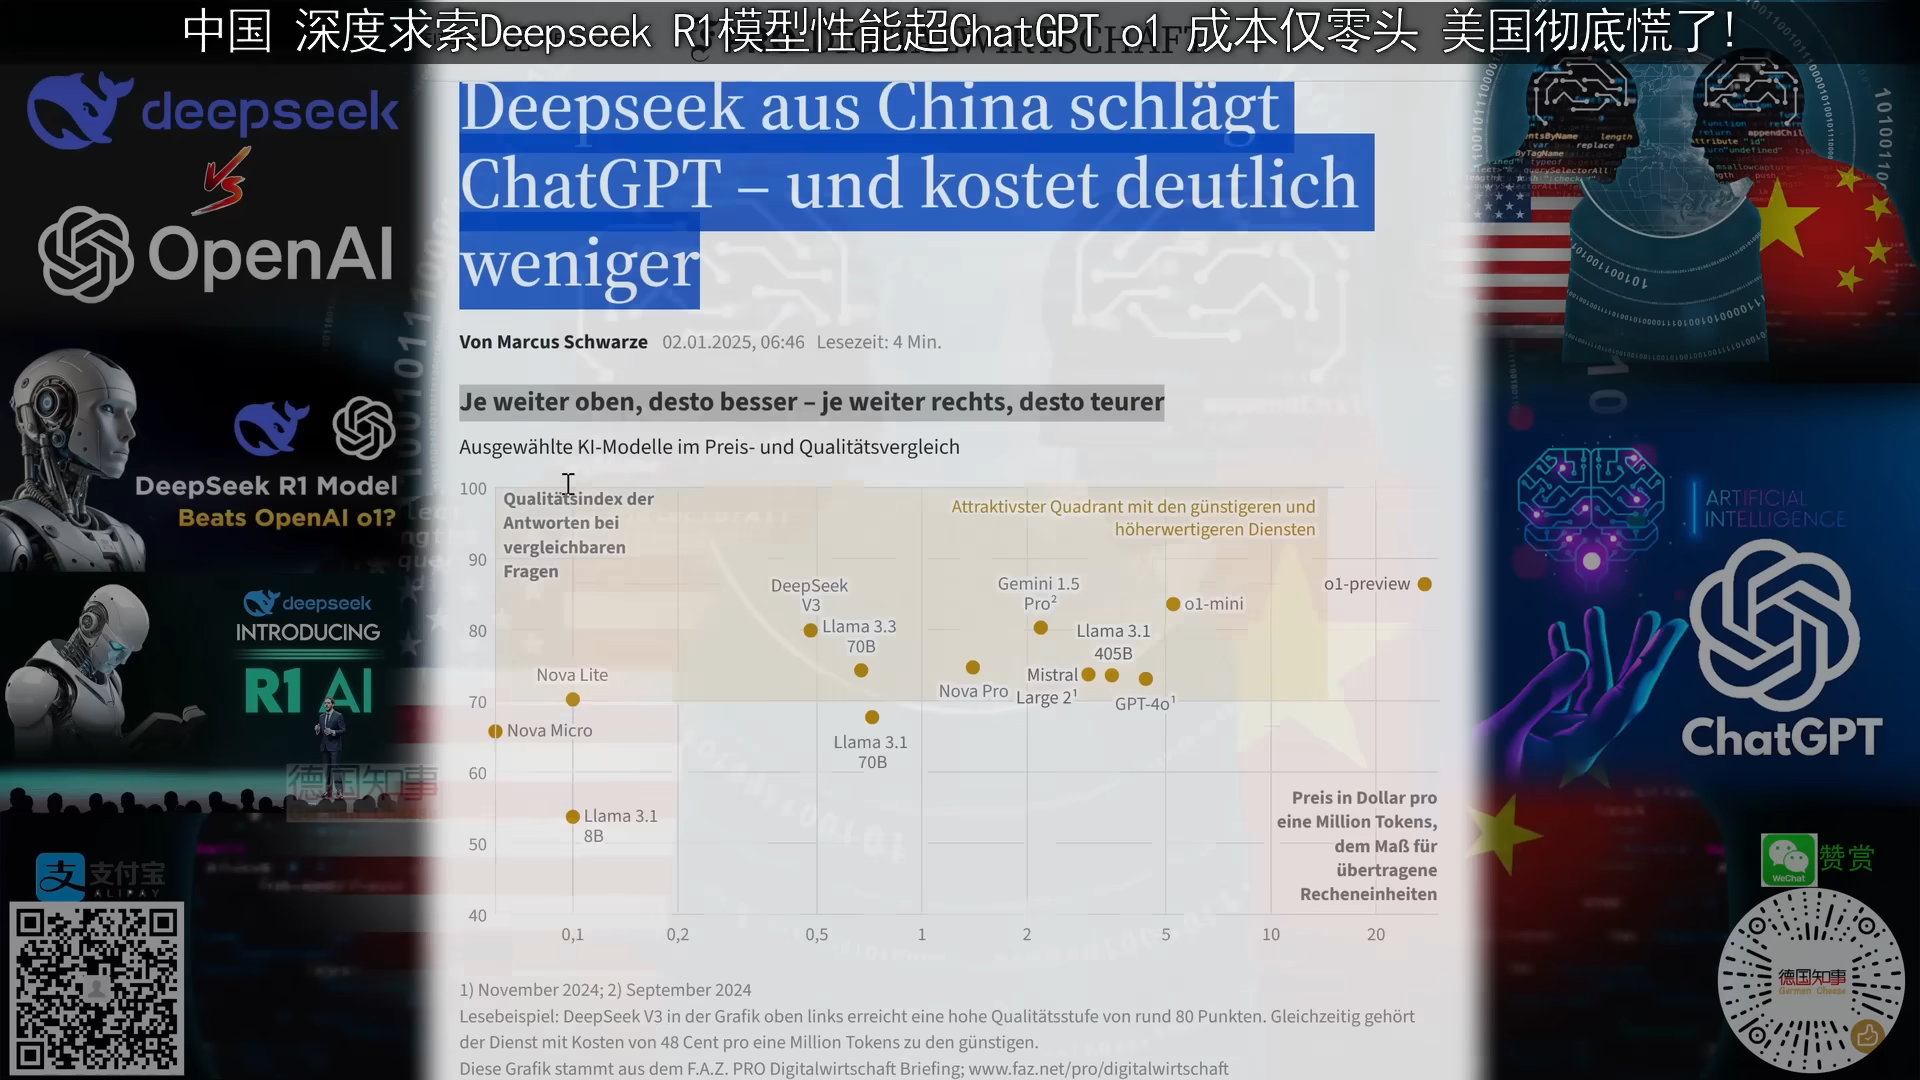 中国 深度求索Deepseek R1模型性能超ChatGPT o1 成本仅零头 美国彻底慌了!
deepseek
VS
OpenAI
DeepSeek R1 Model
Beats OpenAI o1?
deepseek
INTRODUCING
R1 AI
德国知事
支付宝
ALIPAY
Deepseek aus China schlägt
ChatGPT – und kostet deutlich
weniger
Von Marcus Schwarze 02.01.2025, 06:46 Lesezeit: 4 Min.
Je weiter oben, desto besser – je weiter rechts, desto teurer
Ausgewählte KI-Modelle im Preis- und Qualitätsvergleich
100
90
80
70
60
50
40
Qualitätsindex der
Antworten bei
vergleichbaren
Fragen
Attraktivster Quadrant mit den günstigeren und
höherwertigeren Diensten
DeepSeek
V3
Gemini 1.5
Pro²
o1-preview
o1-mini
Llama 3.3
70B
Llama 3.1
405B
Nova Lite
Nova Pro
Mistral
Large 2¹
GPT-4o¹
Nova Micro
Llama 3.1
70B
Llama 3.1
8B
Preis in Dollar pro
eine Million Tokens,
dem Maß für
übertragene
Recheneinheiten
0,1 0,2 0,5 1 2 5 10 20
1) November 2024; 2) September 2024
Lesebeispiel: DeepSeek V3 in der Grafik oben links erreicht eine hohe Qualitätsstufe von rund 80 Punkten. Gleichzeitig gehört
der Dienst mit Kosten von 48 Cent pro eine Million Tokens zu den günstigen.
Diese Grafik stammt aus dem F.A.Z. PRO Digitalwirtschaft Briefing; www.faz.net/pro/digitalwirtschaft
ARTIFICIAL
INTELLIGENCE
ChatGPT
WeChat
赞赏
德国知事
German Cheese